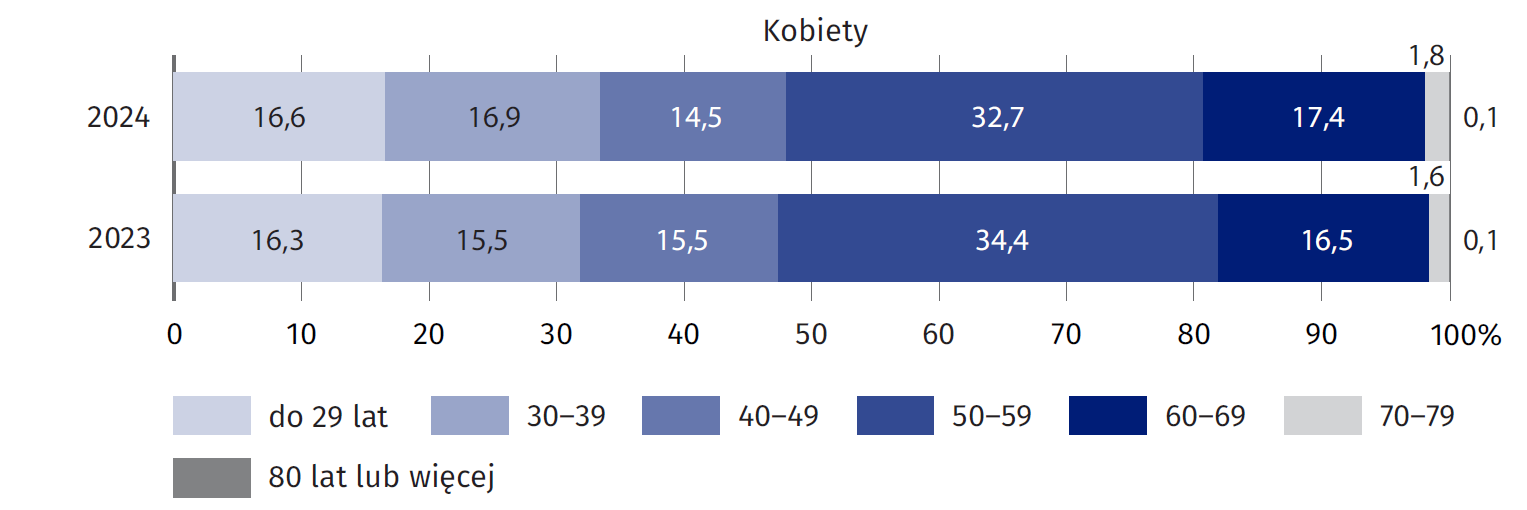 Kobiety
1,8
2024 16,6 16,9 14,5 32,7 17,4 0,1
1,6
2023 16,3 15,5 15,5 34,4 16,5 0,1
0 10 20 30 40 50 60 70 80 90 100%
do 29 lat 30–39 40–49 50–59 60–69 70–79
80 lat lub więcej